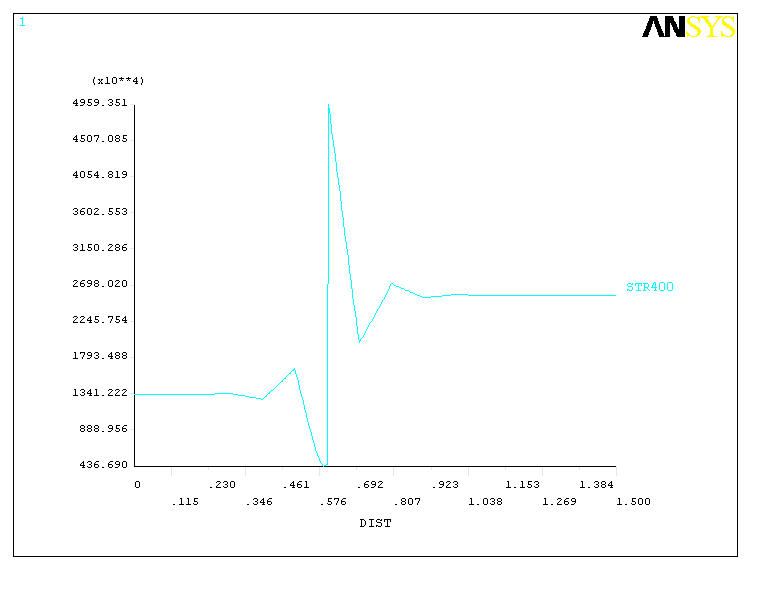 1
ANSYS
(x10**4)
4959.351
4507.085
4054.819
3602.553
3150.286
2698.020
2245.754
1793.488
1341.222
888.956
436.690
STR400
0 .230 .461 .692 .923 1.153 1.384
.115 .346 .576 .807 1.038 1.269 1.500
DIST